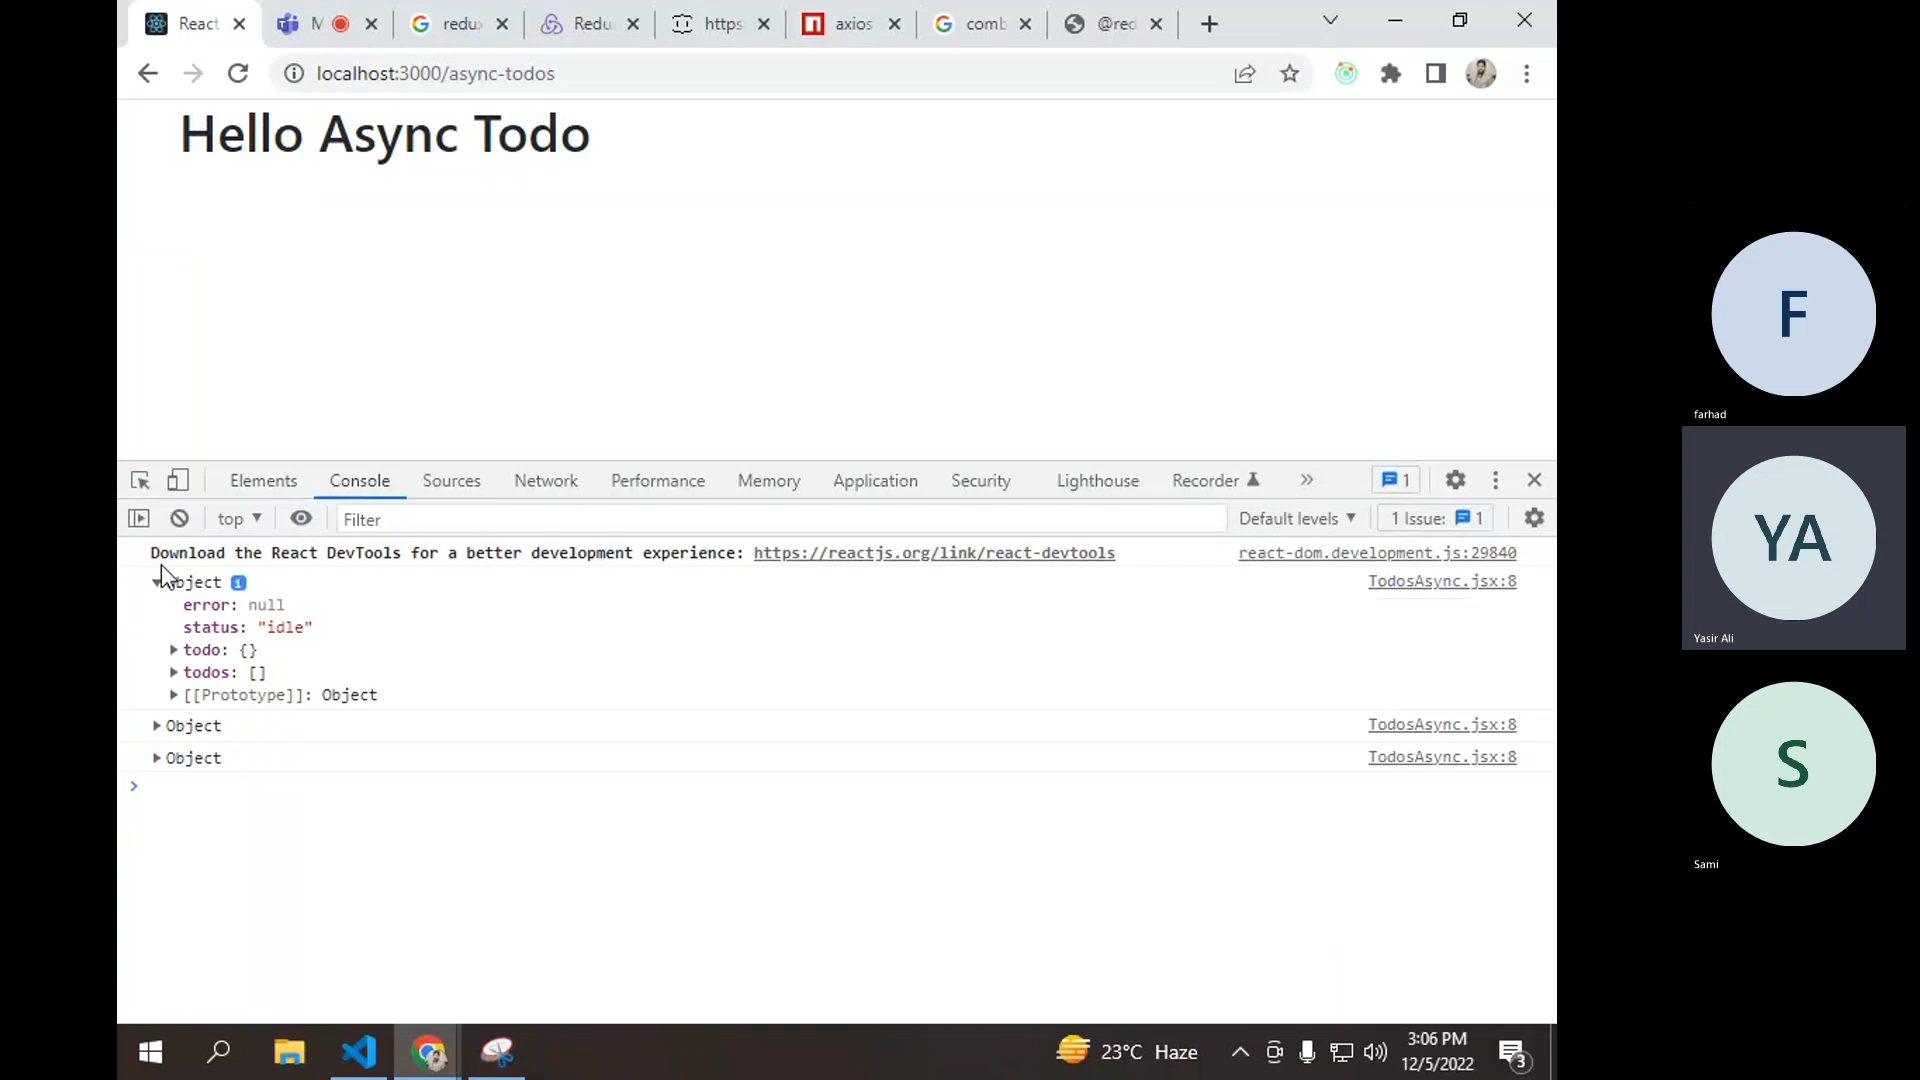 React
M
redu
Redu
https
axios
comb
@red
localhost:3000/async-todos
Hello Async Todo
Elements
Console
Sources
Network
Performance
Memory
Application
Security
Lighthouse
Recorder
1
top
Filter
Default levels
1 Issue: 1
Download the React DevTools for a better development experience: https://reactjs.org/link/react-devtools
react-dom.development.js:29840
Object i
TodosAsync.jsx:8
error: null
status: "idle"
todo: {}
todos: []
[[Prototype]]: Object
Object
TodosAsync.jsx:8
Object
TodosAsync.jsx:8
F
farhad
YA
Yasir Ali
S
Sami
23°C Haze
3:06 PM
12/5/2022
3